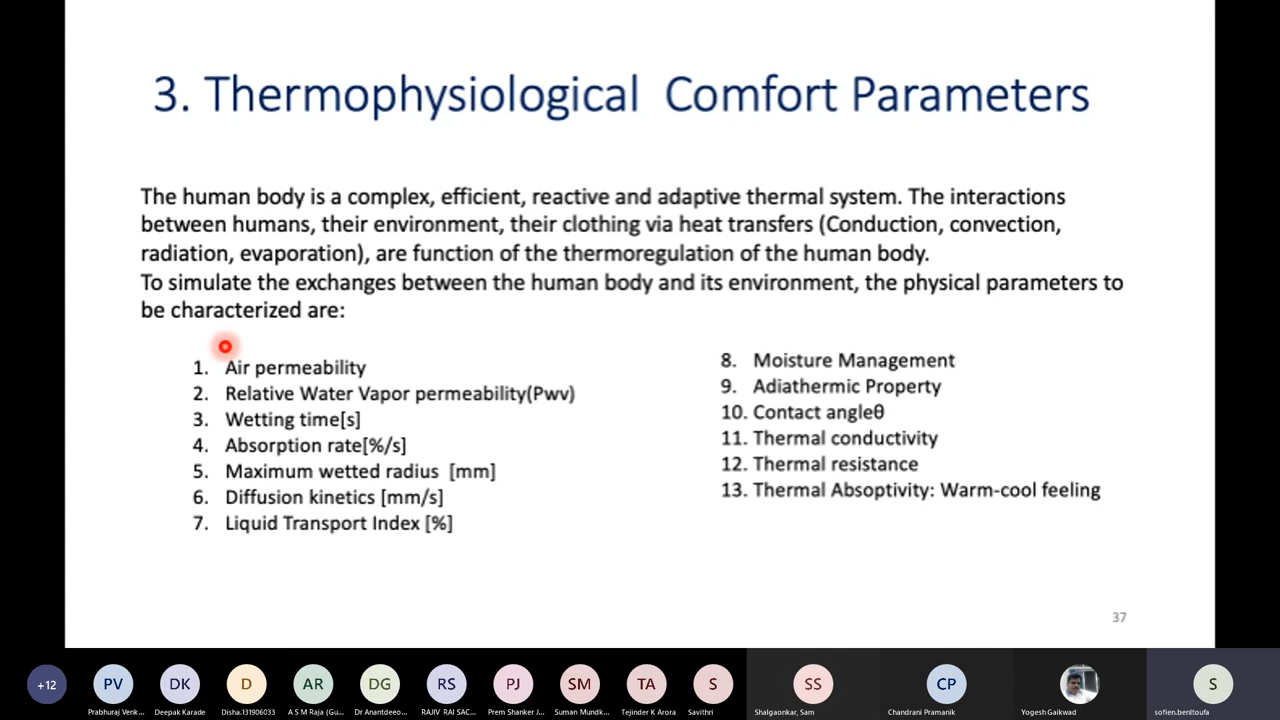 3. Thermophysiological Comfort Parameters
The human body is a complex, efficient, reactive and adaptive thermal system. The interactions
between humans, their environment, their clothing via heat transfers (Conduction, convection,
radiation, evaporation), are function of the thermoregulation of the human body.
To simulate the exchanges between the human body and its environment, the physical parameters to
be characterized are:
1. Air permeability
2. Relative Water Vapor permeability(Pwv)
3. Wetting time[s]
4. Absorption rate[%/s]
5. Maximum wetted radius [mm]
6. Diffusion kinetics [mm/s]
7. Liquid Transport Index [%]
8. Moisture Management
9. Adiathermic Property
10. Contact angleθ
11. Thermal conductivity
12. Thermal resistance
13. Thermal Absoptivity: Warm-cool feeling
37
+12 PV DK D AR DG RS PJ SM TA S SS CP S
Prabhuraj Venk... Deepak Karade Disha.131906033 A S M Raja (Gu... Dr Anantdeeo... RAJIV RAI SAC... Prem Shanker J... Suman Mundk... Tejinder K Arora Savithri Shalgaonkar, Sam Chandrani Pramanik Yogesh Gaikwad sofien.benltoufa